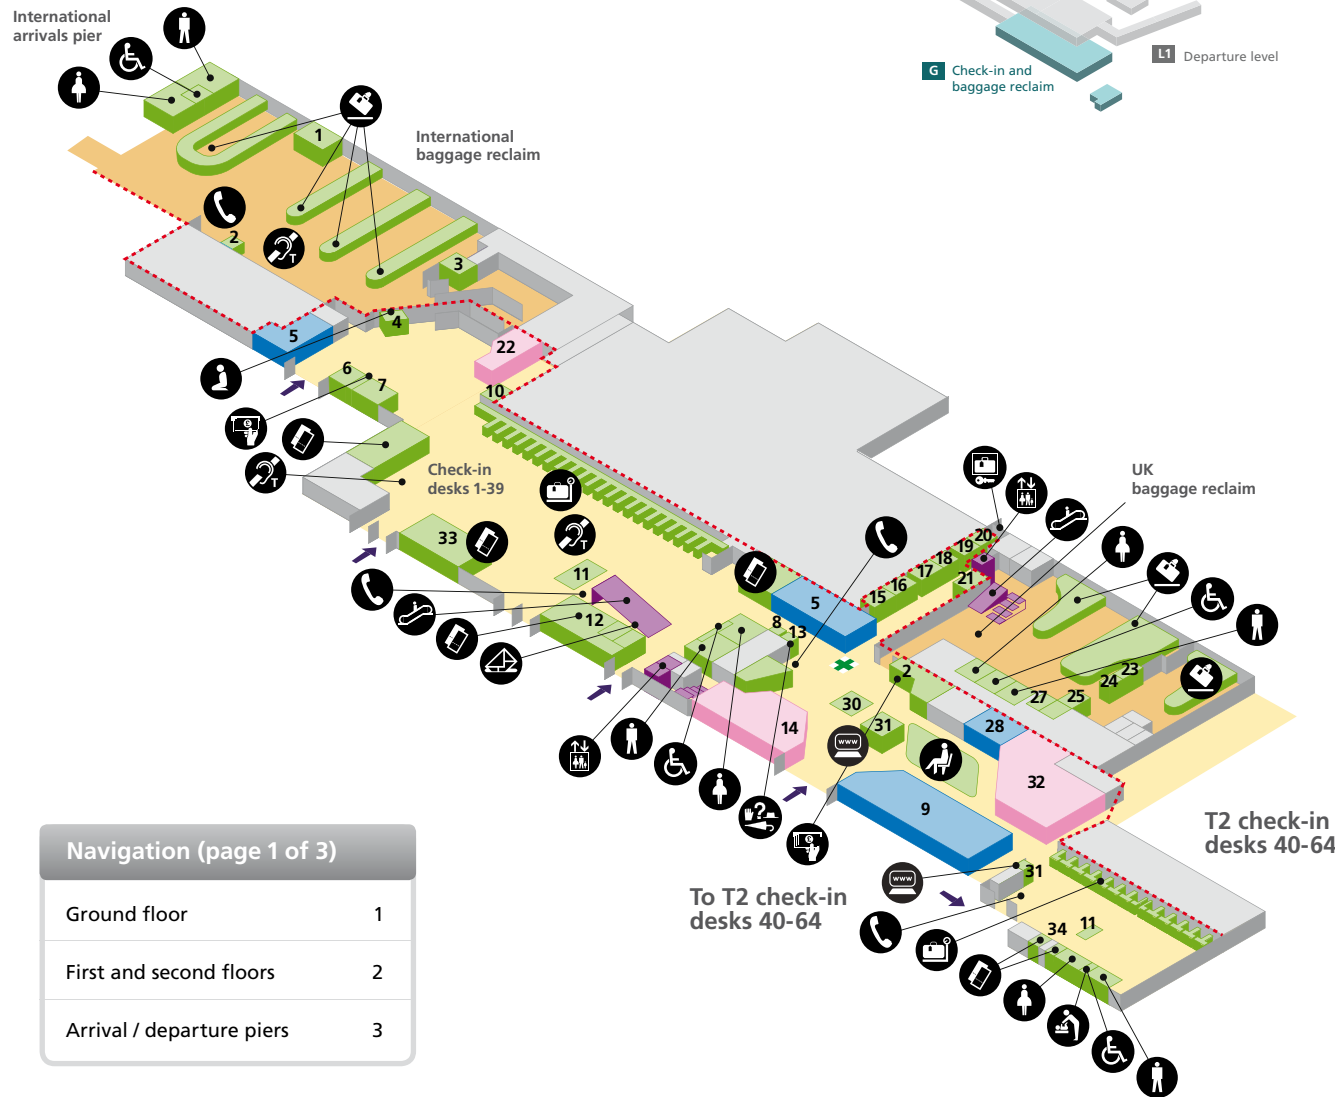 International
arrivals pier
L1 Departure level
G Check-in and
baggage reclaim
1
International
baggage reclaim
2
T
3
5
4
22
6
7
10
£
T
Check-in
desks 1-39
UK
baggage reclaim
33
T
11
12
5
20
19
18
17
16
15
21
8
13
2
23
24
25
27
30
31
28
14
www
32
?
9
£
T2 check-in
desks 40-64
To T2 check-in
desks 40-64
www
31
34
11
Navigation (page 1 of 3)
Ground floor 1
First and second floors 2
Arrival / departure piers 3